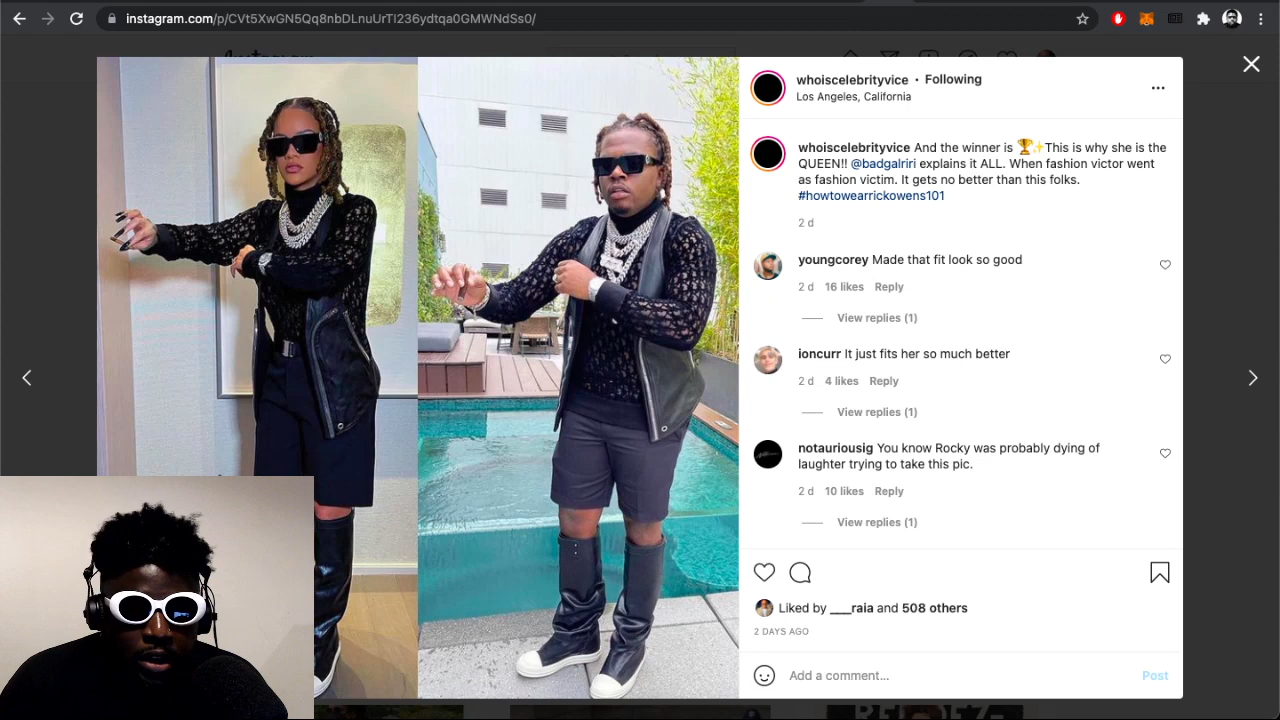 instagram.com/p/CVt5XwGN5Qq8nbDLnuUrTI236ydtqa0GMWNdSs0/
whoiscelebrityvice • Following
Los Angeles, California
whoiscelebrityvice And the winner is 🏆✨This is why she is the
QUEEN!! @badgalriri explains it ALL. When fashion victor went
as fashion victim. It gets no better than this folks.
#howtowearrickowens101
2 d
youngcorey Made that fit look so good
2 d 16 likes Reply
View replies (1)
ioncurr It just fits her so much better
2 d 4 likes Reply
View replies (1)
notauriousig You know Rocky was probably dying of
laughter trying to take this pic.
2 d 10 likes Reply
View replies (1)
Liked by ____raia and 508 others
2 DAYS AGO
Add a comment...
Post